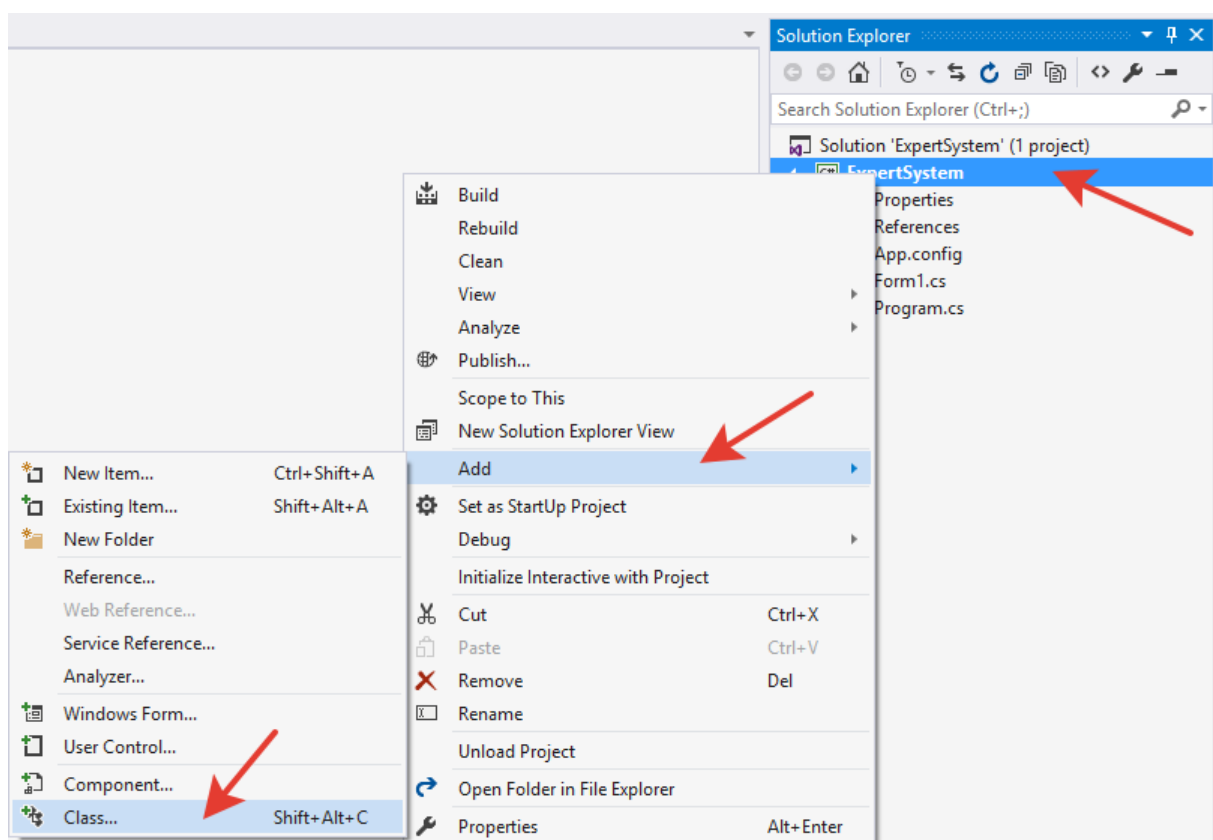 Solution Explorer
Search Solution Explorer (Ctrl+;)
Solution 'ExpertSystem' (1 project)
C# ExpertSystem
Properties
References
App.config
Form1.cs
Program.cs
Build
Rebuild
Clean
View
Analyze
Publish...
Scope to This
New Solution Explorer View
Add
Set as StartUp Project
Debug
Initialize Interactive with Project
Cut Ctrl+X
Paste Ctrl+V
Remove Del
Rename
Unload Project
Open Folder in File Explorer
Properties Alt+Enter
New Item... Ctrl+Shift+A
Existing Item... Shift+Alt+A
New Folder
Reference...
Web Reference...
Service Reference...
Analyzer...
Windows Form...
User Control...
Component...
Class... Shift+Alt+C